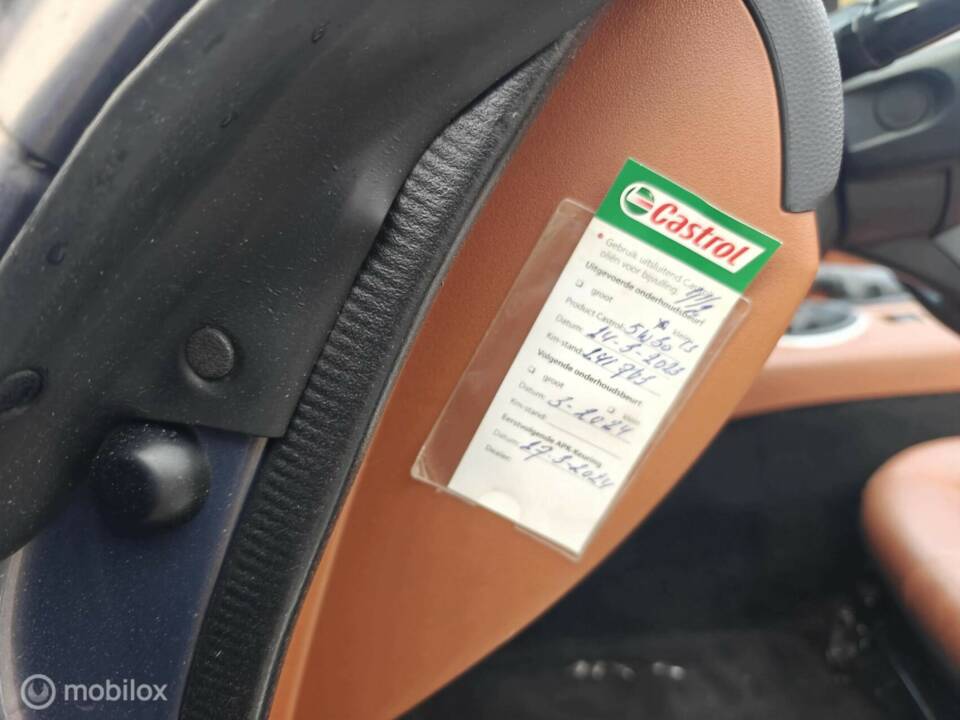 Castrol
* Gebruik uitsluitend Castrol
oliën voor bijvulling.
Uitgevoerde onderhoudsbeurt
☐ groot ☐ klein
Product Castrol: 5W30
Datum: 14-3-2023
Km-stand: 241.763
Volgende onderhoudsbeurt
☐ groot ☐ klein
Datum: 3-2024
Km-stand:
Eerstvolgende APK-Keuring
Datum: 27-3-2024
Dealer:
mobilox